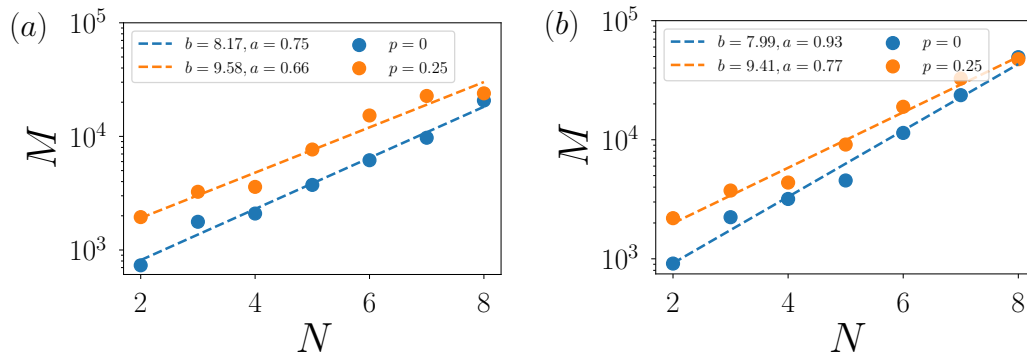 (a)
10^5
10^4
10^3
M
b = 8.17, a = 0.75
b = 9.58, a = 0.66
p = 0
p = 0.25
2 4 6 8
N
(b)
10^5
10^4
10^3
M
b = 7.99, a = 0.93
b = 9.41, a = 0.77
p = 0
p = 0.25
2 4 6 8
N